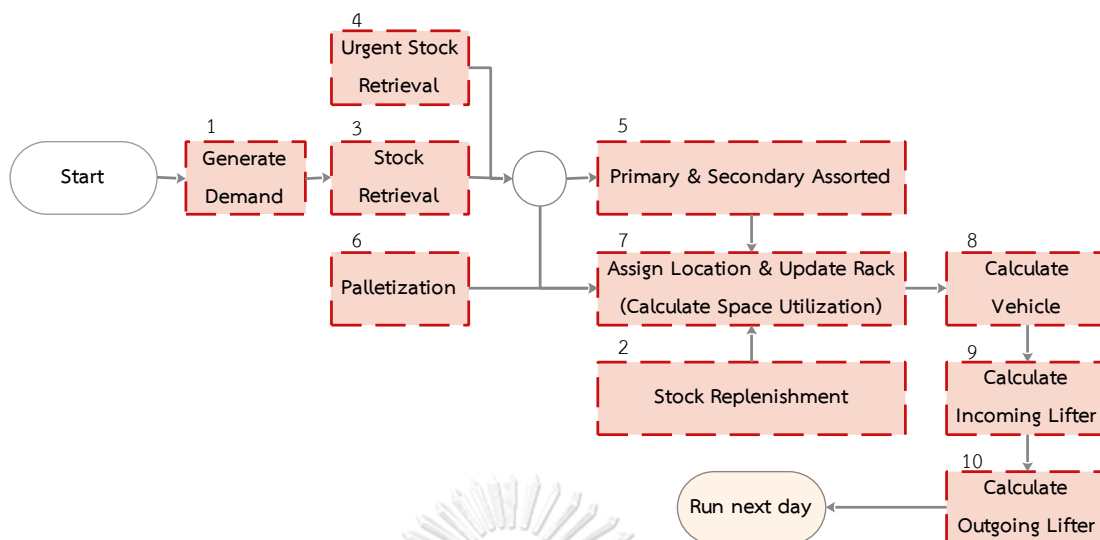 4
Urgent Stock
Retrieval
Start
1
Generate
Demand
3
Stock
Retrieval
5
Primary & Secondary Assorted
6
Palletization
7
Assign Location & Update Rack
(Calculate Space Utilization)
8
Calculate
Vehicle
2
Stock Replenishment
9
Calculate
Incoming Lifter
10
Calculate
Outgoing Lifter
Run next day